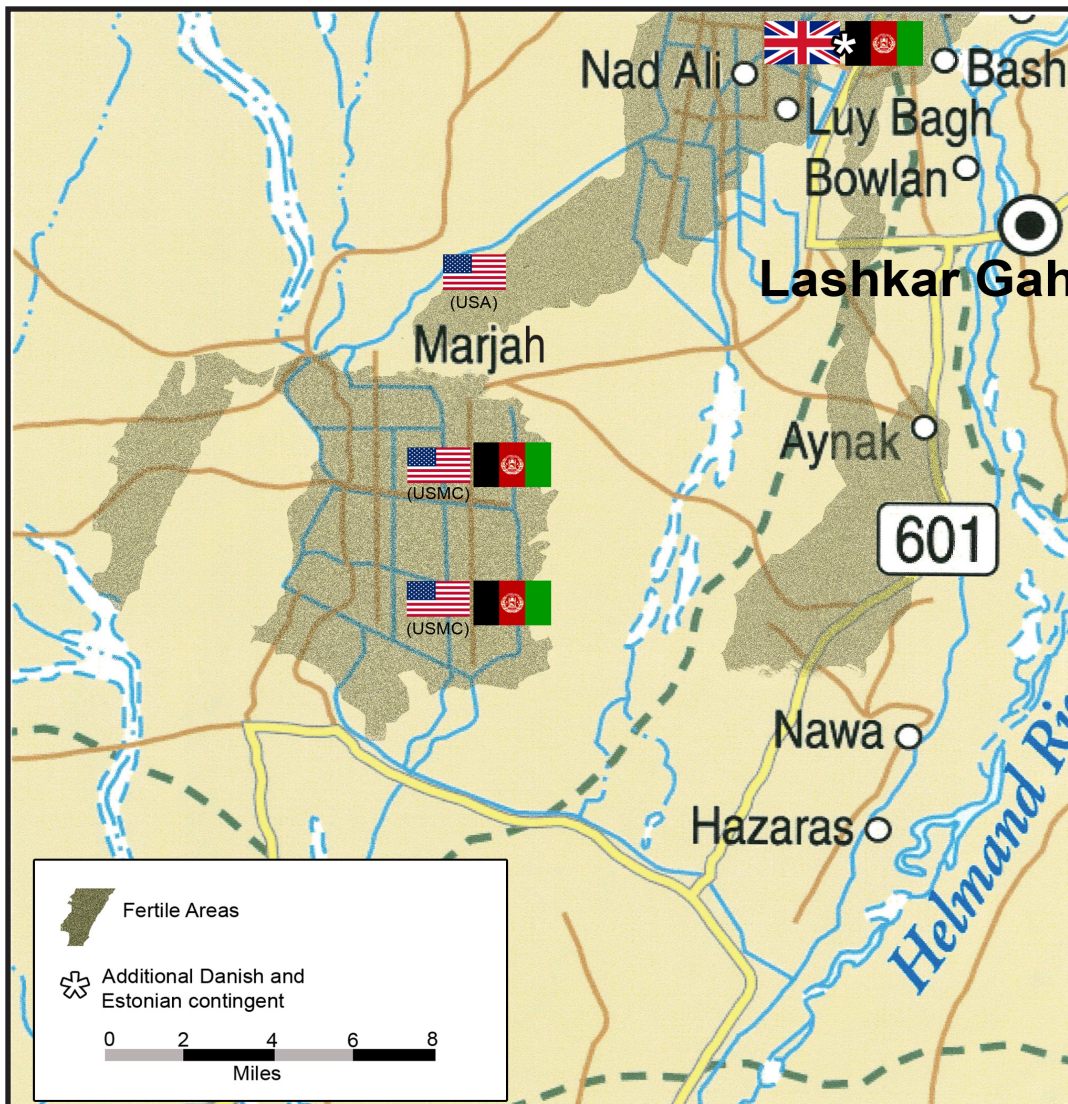 Nad Ali
Bash
Luy Bagh
Bowlan
Lashkar Gah
(USA)
Marjah
Aynak
(USMC)
601
(USMC)
Nawa
Hazaras
Helmand Riv
Fertile Areas
Additional Danish and
Estonian contingent
0 2 4 6 8
Miles